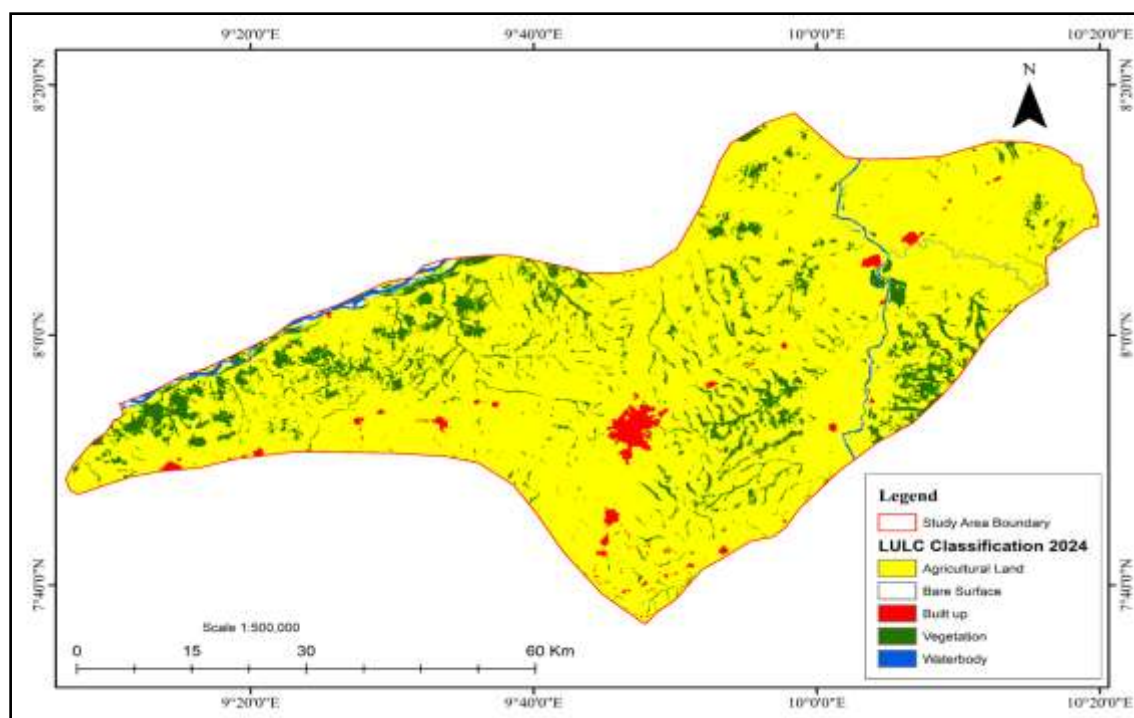 9°20'0"E 9°40'0"E 10°0'0"E 10°20'0"E
8°20'0"N
8°20'0"N
N
8°0'0"N
8°0'0"N
Legend
Study Area Boundary
LULC Classification 2024
Agricultural Land
Bare Surface
Built up
Vegetation
Waterbody
7°40'0"N
7°40'0"N
Scale 1:500,000
0 15 30 60 Km
9°20'0"E 9°40'0"E 10°0'0"E 10°20'0"E